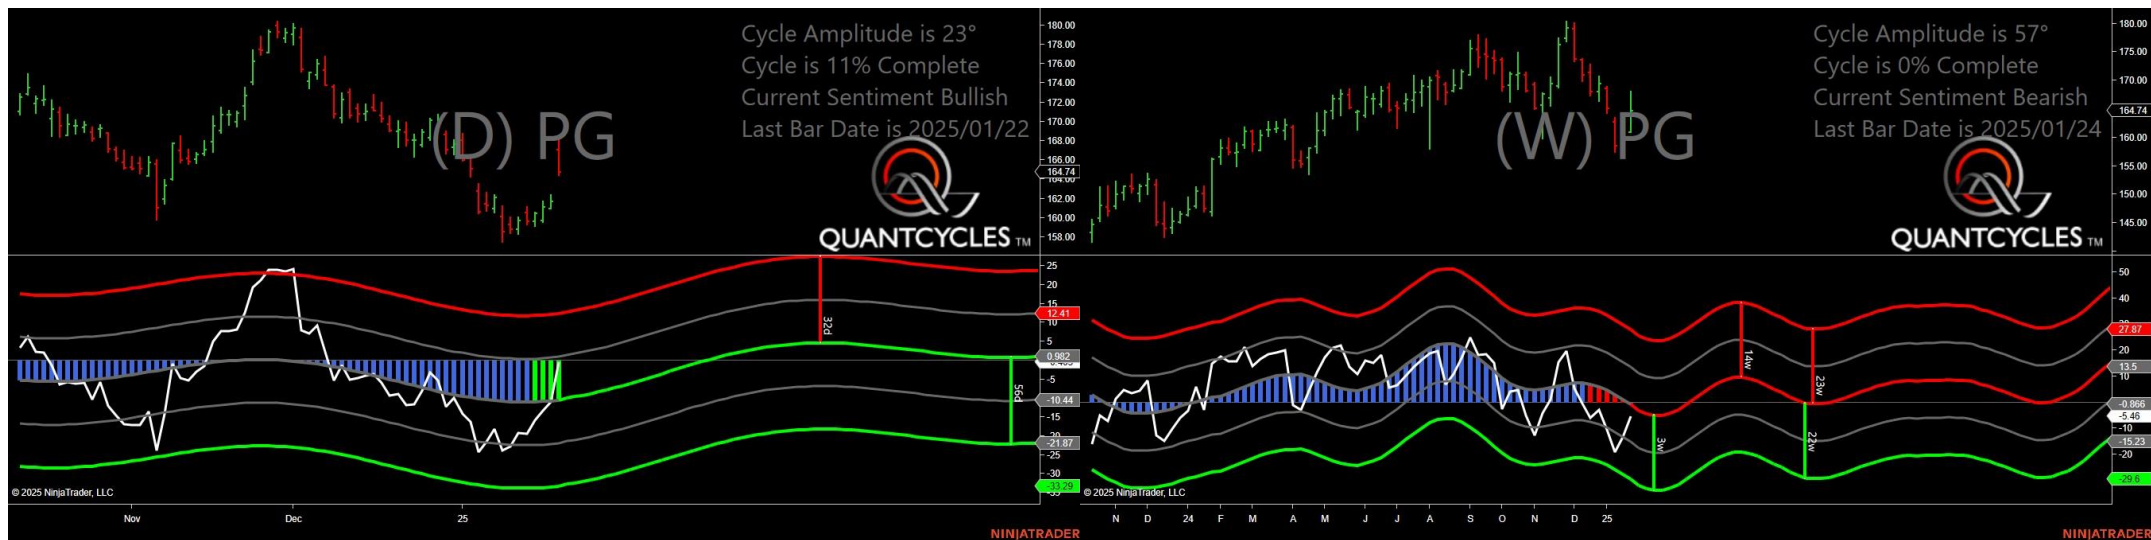 Cycle Amplitude is 23°
Cycle is 11% Complete
Current Sentiment Bullish
Last Bar Date is 2025/01/22
(D) PG
QUANTCYCLES TM
180.00
178.00
176.00
174.00
172.00
170.00
168.00
166.00
164.74
164.00
162.00
160.00
158.00
25
20
15
12.41
10
5
0.982
-5
-10.44
-15
-20
-21.87
-25
-30
-33.29
32d
56d
© 2025 NinjaTrader, LLC
Nov Dec 25
NINJATRADER
Cycle Amplitude is 57°
Cycle is 0% Complete
Current Sentiment Bearish
Last Bar Date is 2025/01/24
(W) PG
QUANTCYCLES TM
180.00
175.00
170.00
164.74
160.00
155.00
150.00
145.00
50
40
27.87
20
13.5
10
-0.866
-5.46
-10
-15.23
-20
-29.6
14w
23w
3w
22w
© 2025 NinjaTrader, LLC
N D 24 F M A M J J A S O N D 25
NINJATRADER